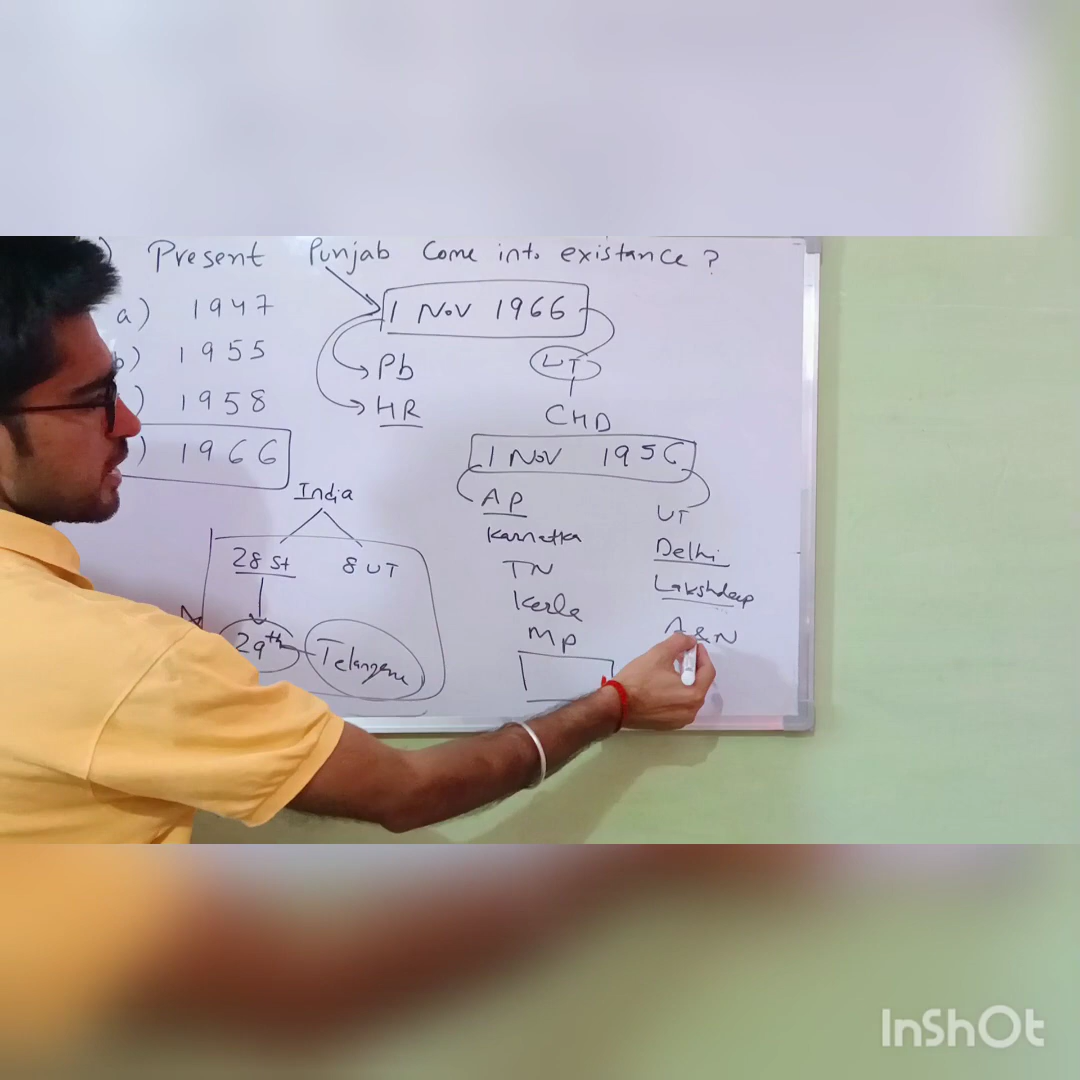 ) Present Punjab Come into existance ?
a) 1947
b) 1955
) 1958
) 1966
1 Nov 1966
Pb
HR
UT
CHD
India
28 St
8 UT
29th
Telangana
1 Nov 1956
AP
Karnatka
TN
Kerla
MP
UT
Delhi
Lakshdeep
A&N
InShOt